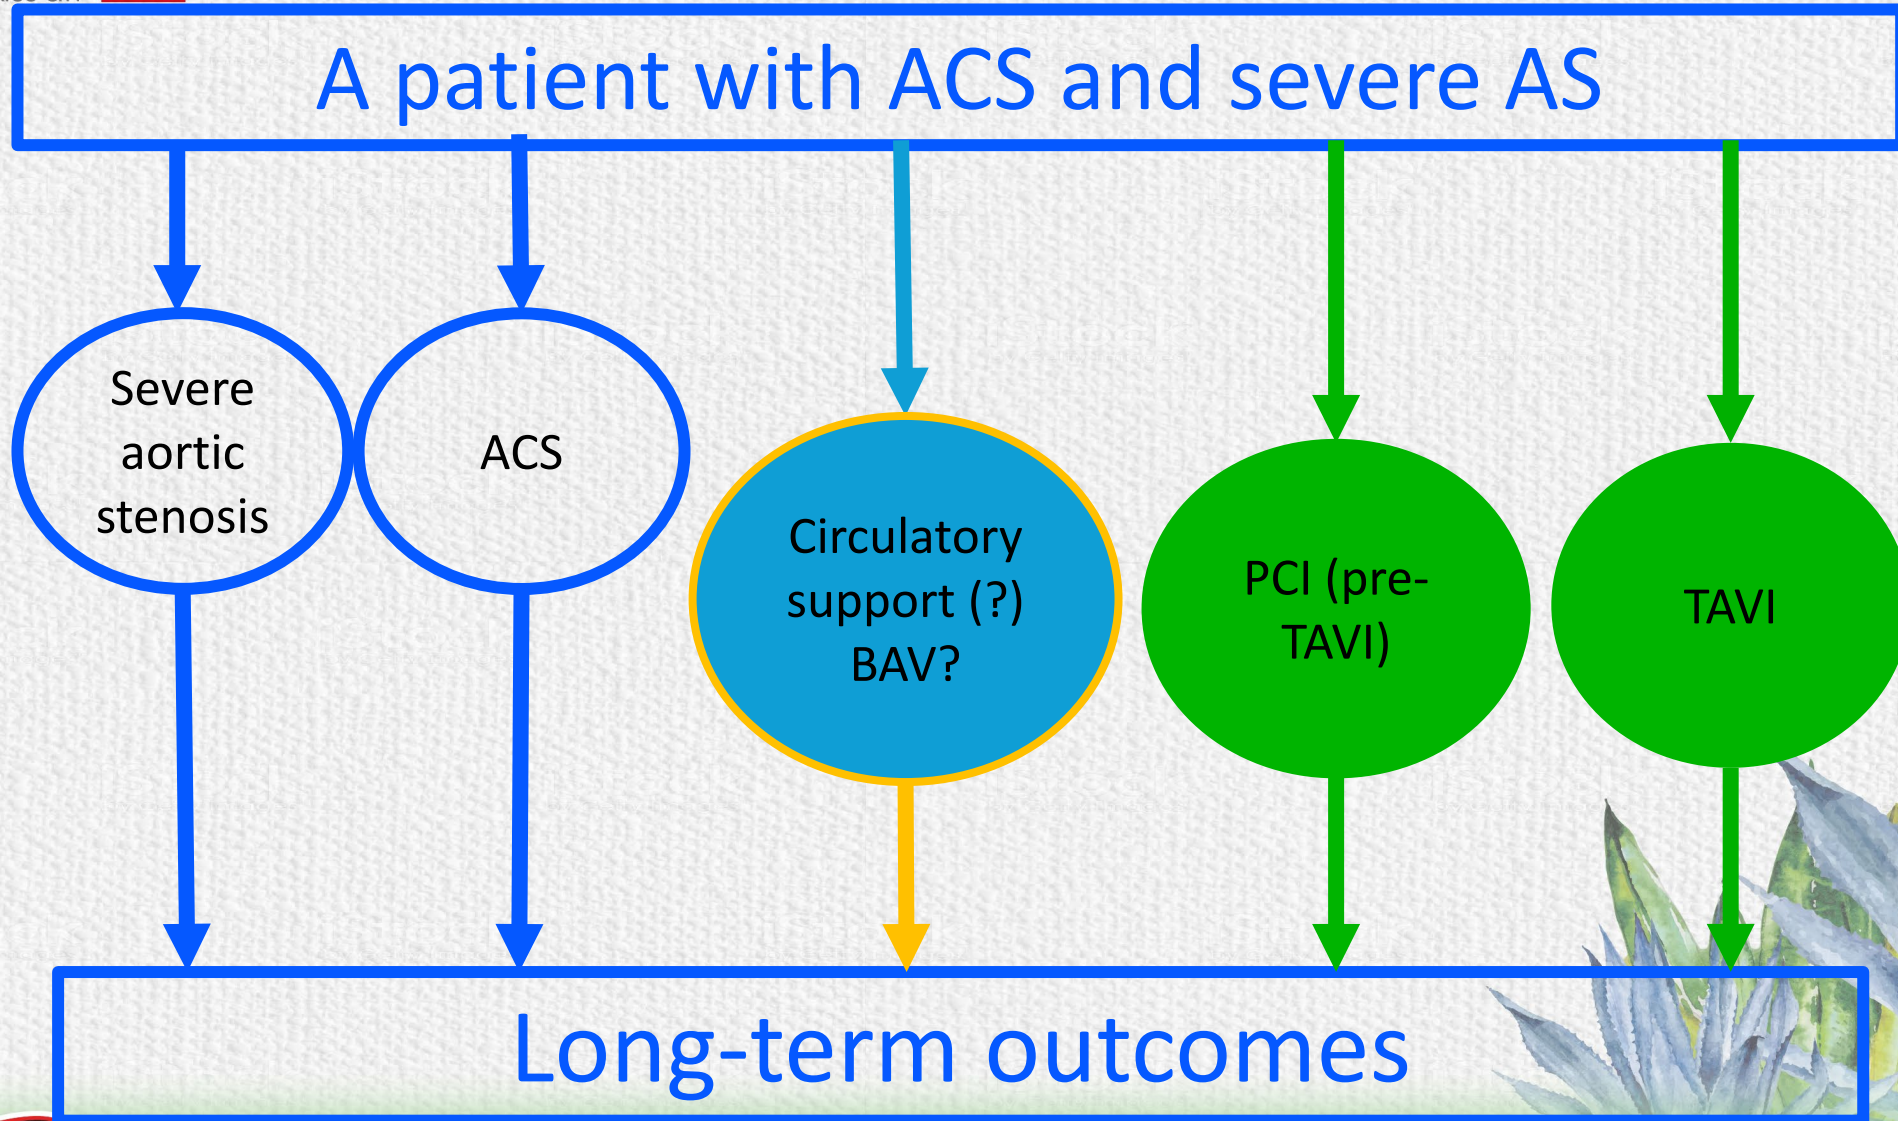 A patient with ACS and severe AS
Severe
aortic
stenosis
ACS
Circulatory
support (?)
BAV?
PCI (pre-
TAVI)
TAVI
Long-term outcomes